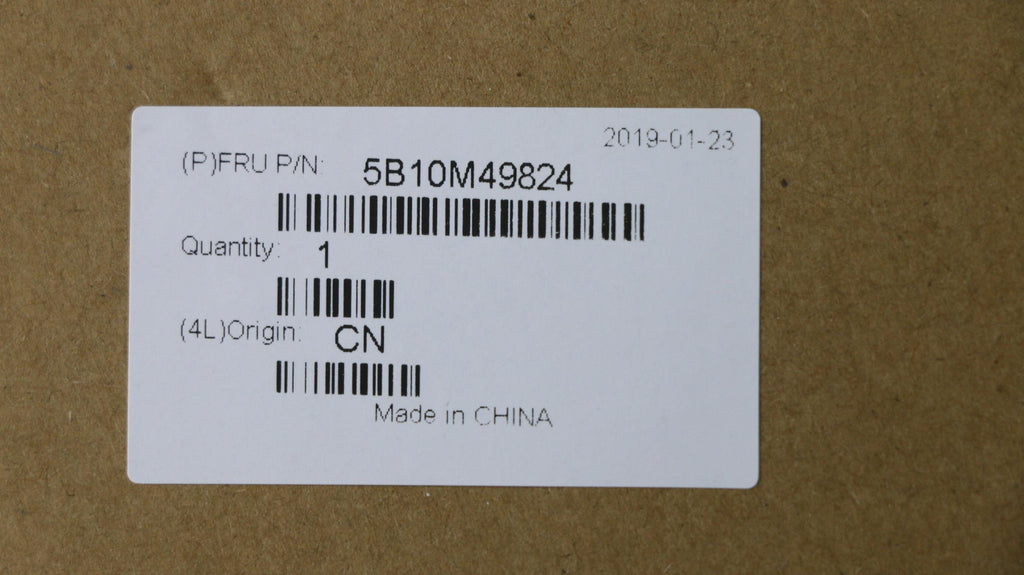 2019-01-23
(P)FRU P/N: 5B10M49824
Quantity: 1
(4L)Origin: CN
Made in CHINA